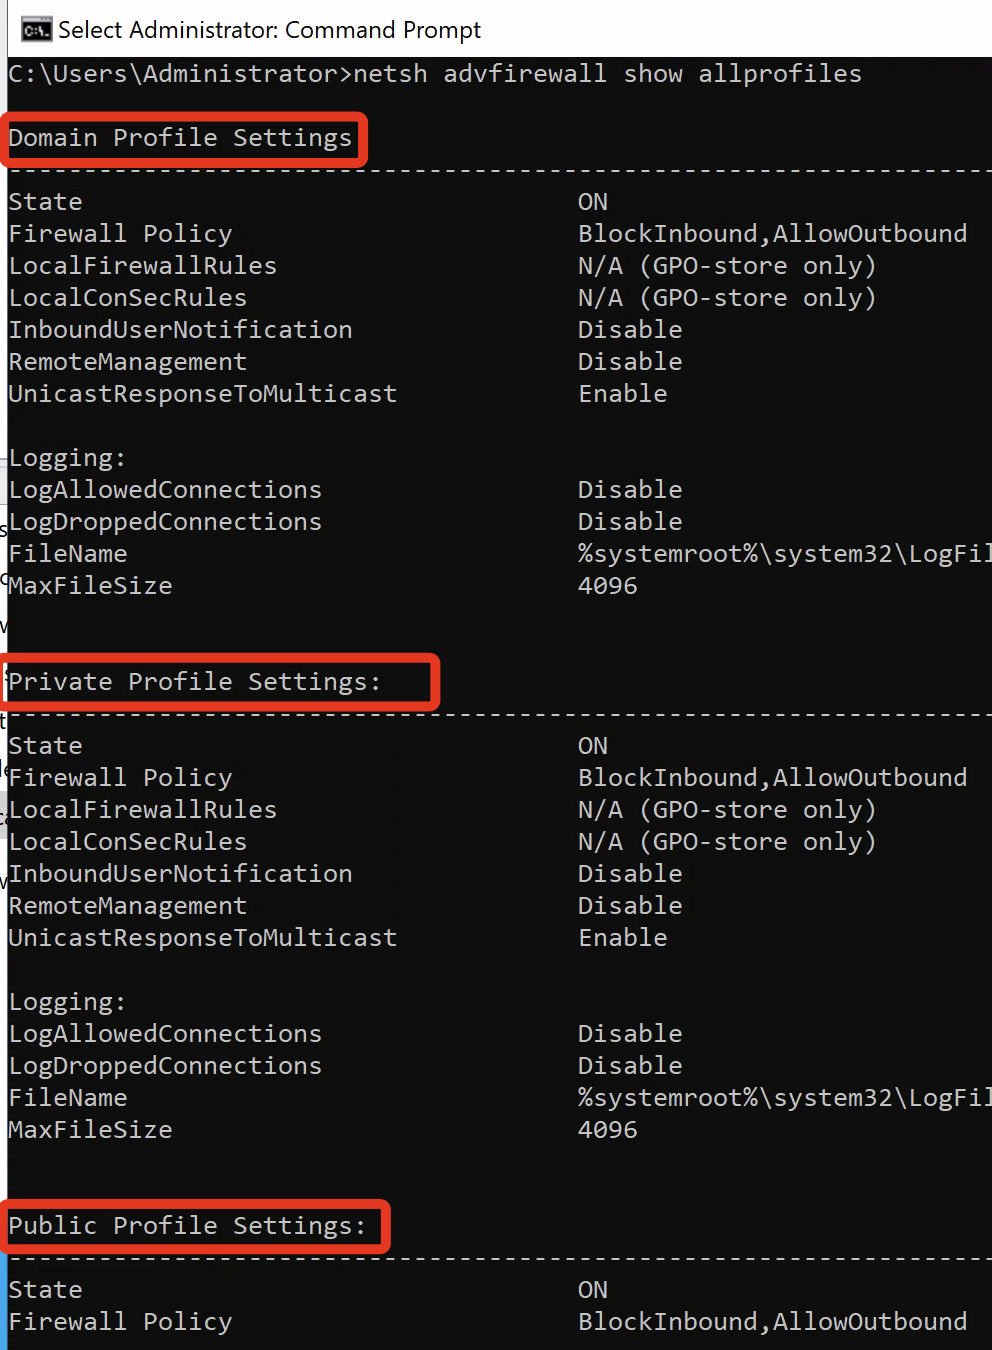 Select Administrator: Command Prompt
C:\Users\Administrator>netsh advfirewall show allprofiles
Domain Profile Settings
----------------------------------------------------------------------
State ON
Firewall Policy BlockInbound,AllowOutbound
LocalFirewallRules N/A (GPO-store only)
LocalConSecRules N/A (GPO-store only)
InboundUserNotification Disable
RemoteManagement Disable
UnicastResponseToMulticast Enable
Logging:
LogAllowedConnections Disable
LogDroppedConnections Disable
FileName %systemroot%\system32\LogFil
MaxFileSize 4096
Private Profile Settings:
----------------------------------------------------------------------
State ON
Firewall Policy BlockInbound,AllowOutbound
LocalFirewallRules N/A (GPO-store only)
LocalConSecRules N/A (GPO-store only)
InboundUserNotification Disable
RemoteManagement Disable
UnicastResponseToMulticast Enable
Logging:
LogAllowedConnections Disable
LogDroppedConnections Disable
FileName %systemroot%\system32\LogFil
MaxFileSize 4096
Public Profile Settings:
----------------------------------------------------------------------
State ON
Firewall Policy BlockInbound,AllowOutbound